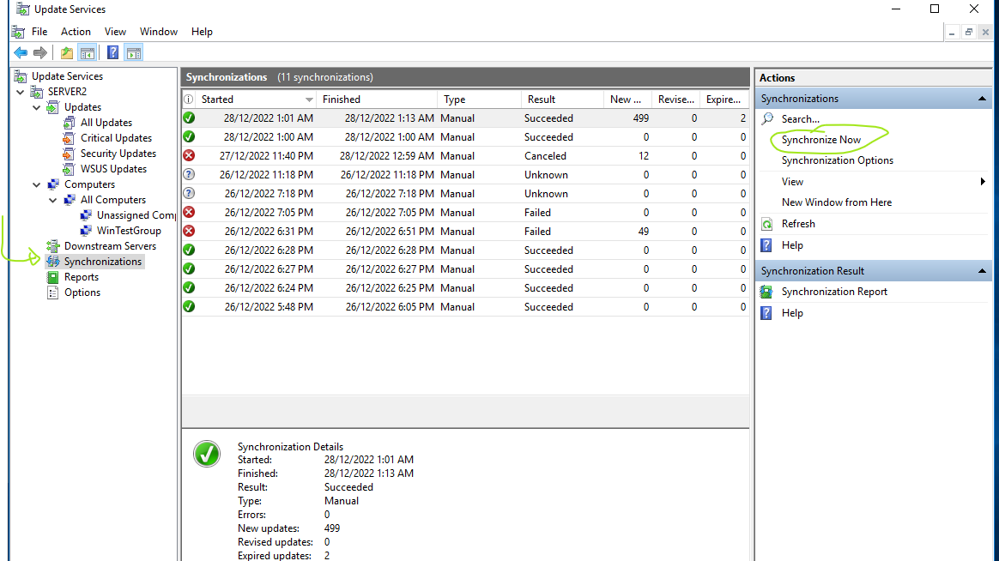 Update Services
File Action View Window Help
Update Services
SERVER2
Updates
All Updates
Critical Updates
Security Updates
WSUS Updates
Computers
All Computers
Unassigned Comp
WinTestGroup
Downstream Servers
Synchronizations
Reports
Options
Synchronizations (11 synchronizations)
Started Finished Type Result New ... Revise... Expire...
28/12/2022 1:01 AM 28/12/2022 1:13 AM Manual Succeeded 499 0 2
28/12/2022 1:00 AM 28/12/2022 1:00 AM Manual Succeeded 0 0 0
27/12/2022 11:40 PM 28/12/2022 12:59 AM Manual Canceled 12 0 0
26/12/2022 11:18 PM 26/12/2022 11:18 PM Manual Unknown 0 0 0
26/12/2022 7:18 PM 26/12/2022 7:18 PM Manual Unknown 0 0 0
26/12/2022 7:05 PM 26/12/2022 7:05 PM Manual Failed 0 0 0
26/12/2022 6:31 PM 26/12/2022 6:51 PM Manual Failed 49 0 0
26/12/2022 6:28 PM 26/12/2022 6:28 PM Manual Succeeded 0 0 0
26/12/2022 6:27 PM 26/12/2022 6:27 PM Manual Succeeded 0 0 0
26/12/2022 6:24 PM 26/12/2022 6:25 PM Manual Succeeded 0 0 0
26/12/2022 5:48 PM 26/12/2022 6:05 PM Manual Succeeded 0 0 0
Synchronization Details
Started: 28/12/2022 1:01 AM
Finished: 28/12/2022 1:13 AM
Result: Succeeded
Type: Manual
Errors: 0
New updates: 499
Revised updates: 0
Expired updates: 2
Actions
Synchronizations
Search...
Synchronize Now
Synchronization Options
View
New Window from Here
Refresh
Help
Synchronization Result
Synchronization Report
Help